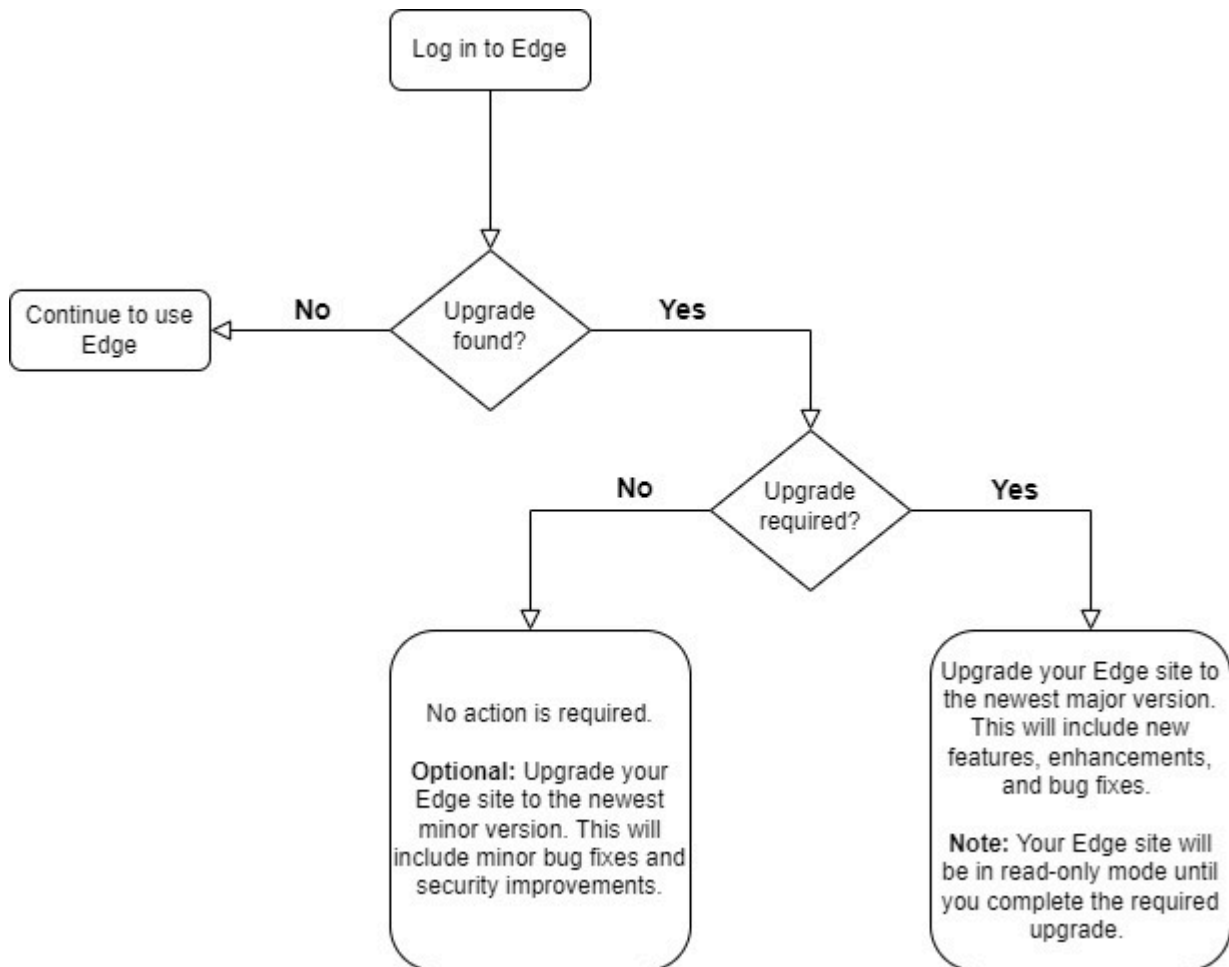 Log in to Edge
Continue to use
Edge
No
Upgrade
found?
Yes
No
Upgrade
required?
Yes
No action is required.
Optional: Upgrade your
Edge site to the newest
minor version. This will
include minor bug fixes and
security improvements.
Upgrade your Edge site to
the newest major version.
This will include new
features, enhancements,
and bug fixes.
Note: Your Edge site will
be in read-only mode until
you complete the required
upgrade.